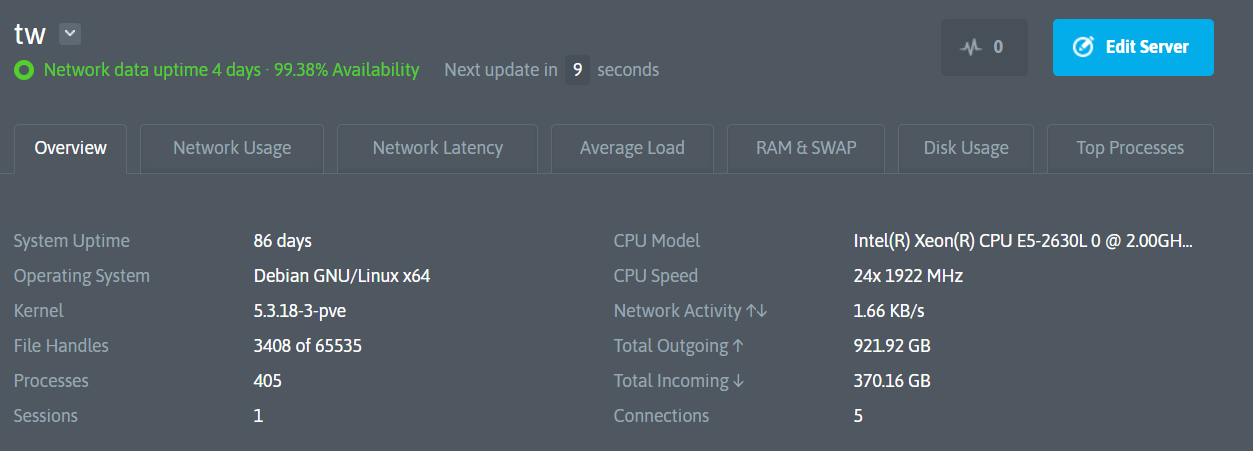 tw
Network data uptime 4 days · 99.38% Availability Next update in 9 seconds
0
Edit Server
Overview Network Usage Network Latency Average Load RAM & SWAP Disk Usage Top Processes
System Uptime 86 days CPU Model Intel(R) Xeon(R) CPU E5-2630L 0 @ 2.00GH...
Operating System Debian GNU/Linux x64 CPU Speed 24x 1922 MHz
Kernel 5.3.18-3-pve Network Activity ↑↓ 1.66 KB/s
File Handles 3408 of 65535 Total Outgoing ↑ 921.92 GB
Processes 405 Total Incoming ↓ 370.16 GB
Sessions 1 Connections 5